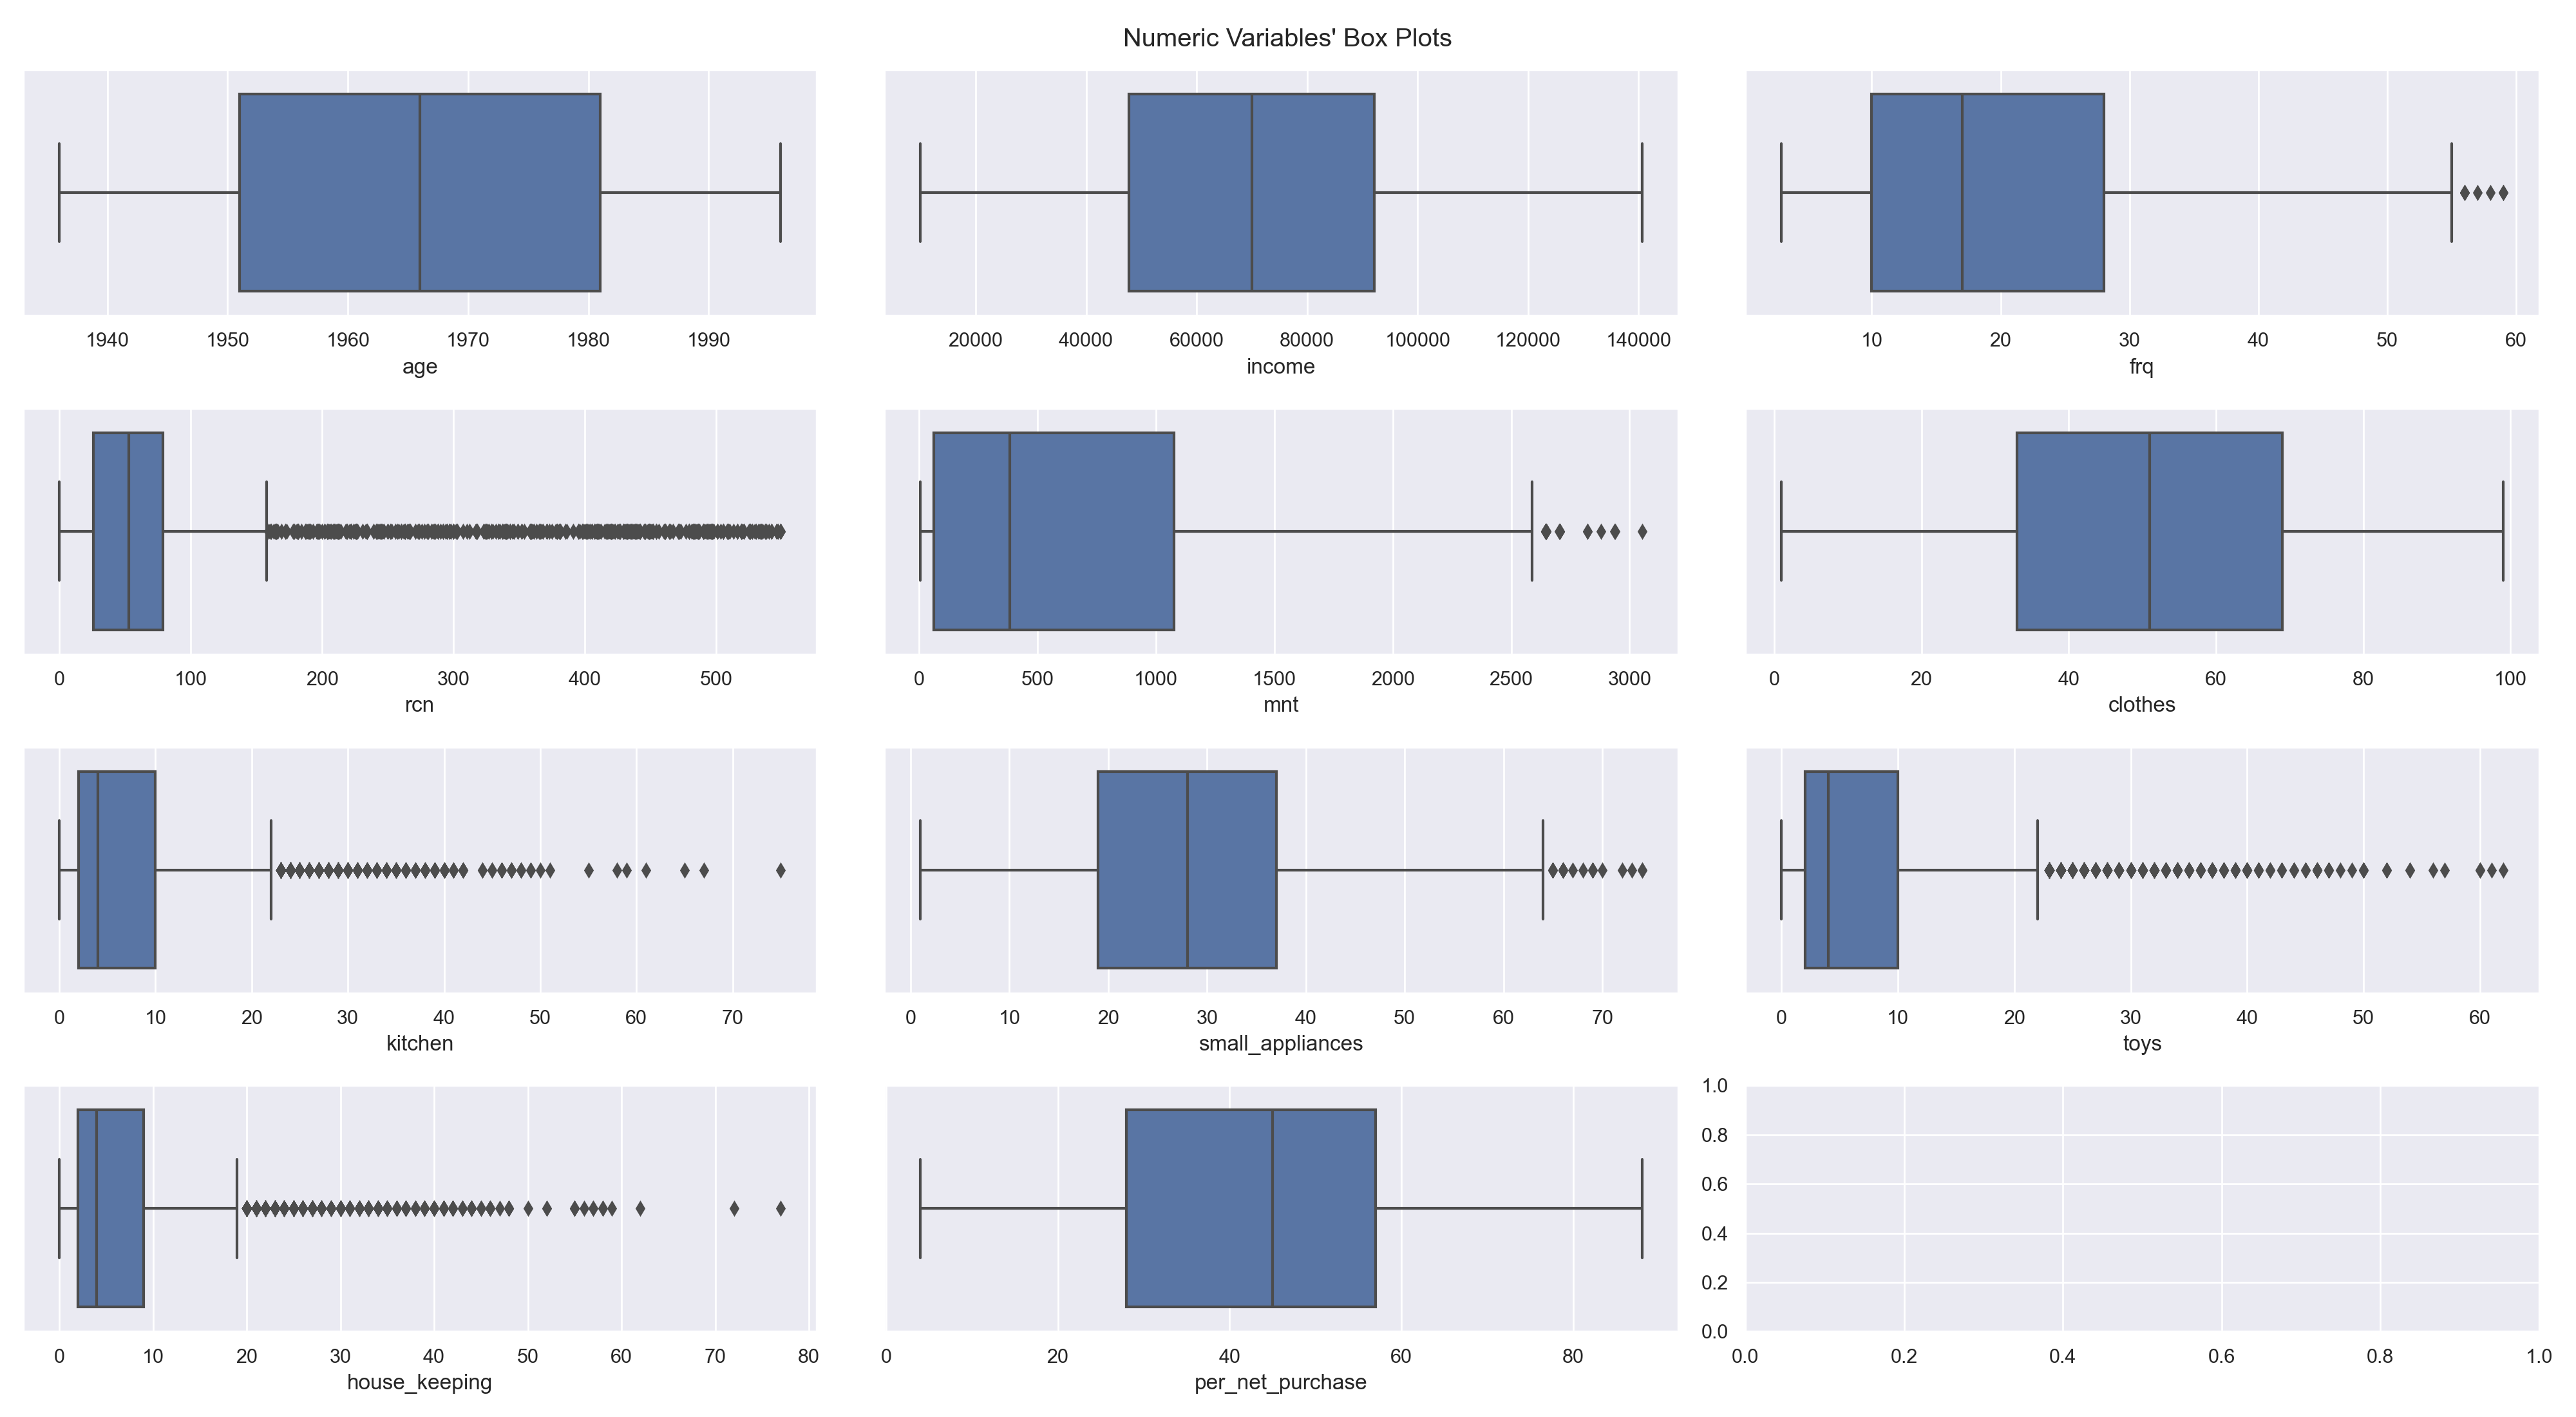 Numeric Variables' Box Plots
1940 1950 1960 1970 1980 1990
age
20000 40000 60000 80000 100000 120000 140000
income
10 20 30 40 50 60
frq
0 100 200 300 400 500
rcn
0 500 1000 1500 2000 2500 3000
mnt
0 20 40 60 80 100
clothes
0 10 20 30 40 50 60 70
kitchen
0 10 20 30 40 50 60 70
small_appliances
0 10 20 30 40 50 60
toys
0 10 20 30 40 50 60 70 80
house_keeping
0 20 40 60 80
per_net_purchase
1.0
0.8
0.6
0.4
0.2
0.0
0.0 0.2 0.4 0.6 0.8 1.0